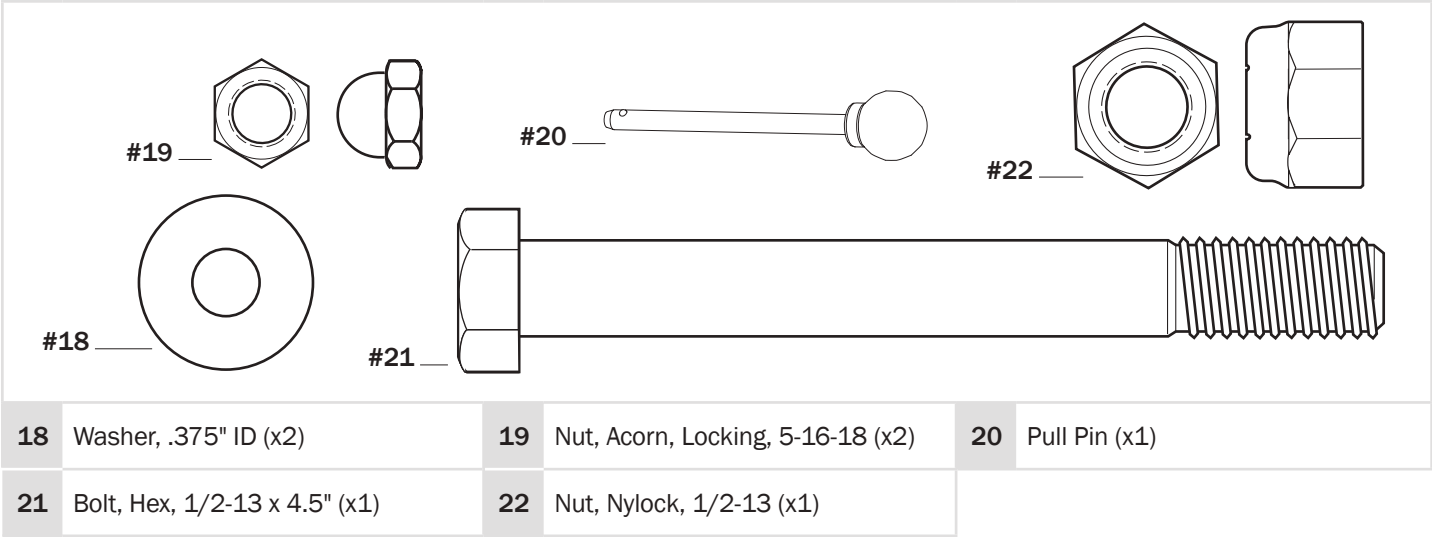 #19
#20
#22
#18
#21
18 Washer, .375" ID (x2) 19 Nut, Acorn, Locking, 5-16-18 (x2) 20 Pull Pin (x1)
21 Bolt, Hex, 1/2-13 x 4.5" (x1) 22 Nut, Nylock, 1/2-13 (x1)